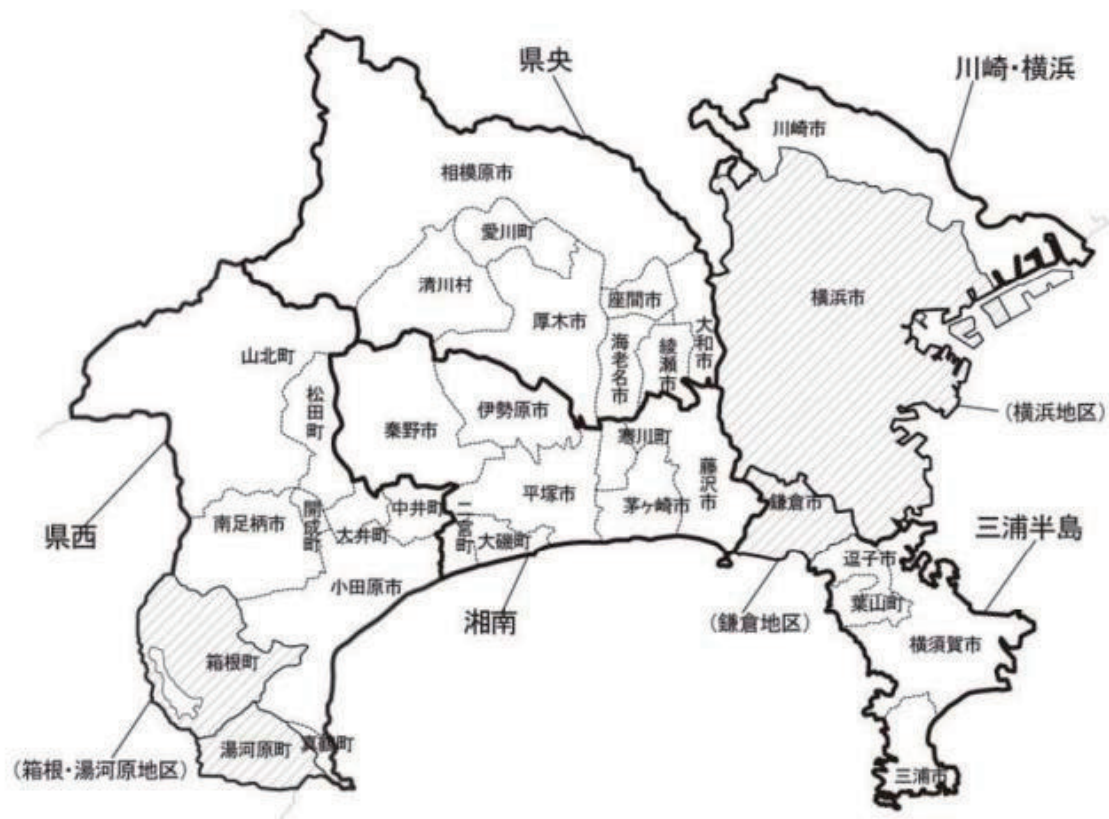 県央
川崎・横浜
川崎市
相模原市
愛川町
清川村
座間市
横浜市
厚木市
大和市
海老名市
綾瀬市
山北町
松田町
伊勢原市
秦野市
(横浜地区)
寒川町
藤沢市
平塚市
茅ヶ崎市
鎌倉市
中井町
二宮町
南足柄市
開成町
大井町
大磯町
県西
三浦半島
逗子市
小田原市
葉山町
湘南
(鎌倉地区)
横須賀市
箱根町
湯河原町
真鶴町
(箱根・湯河原地区)
三浦市